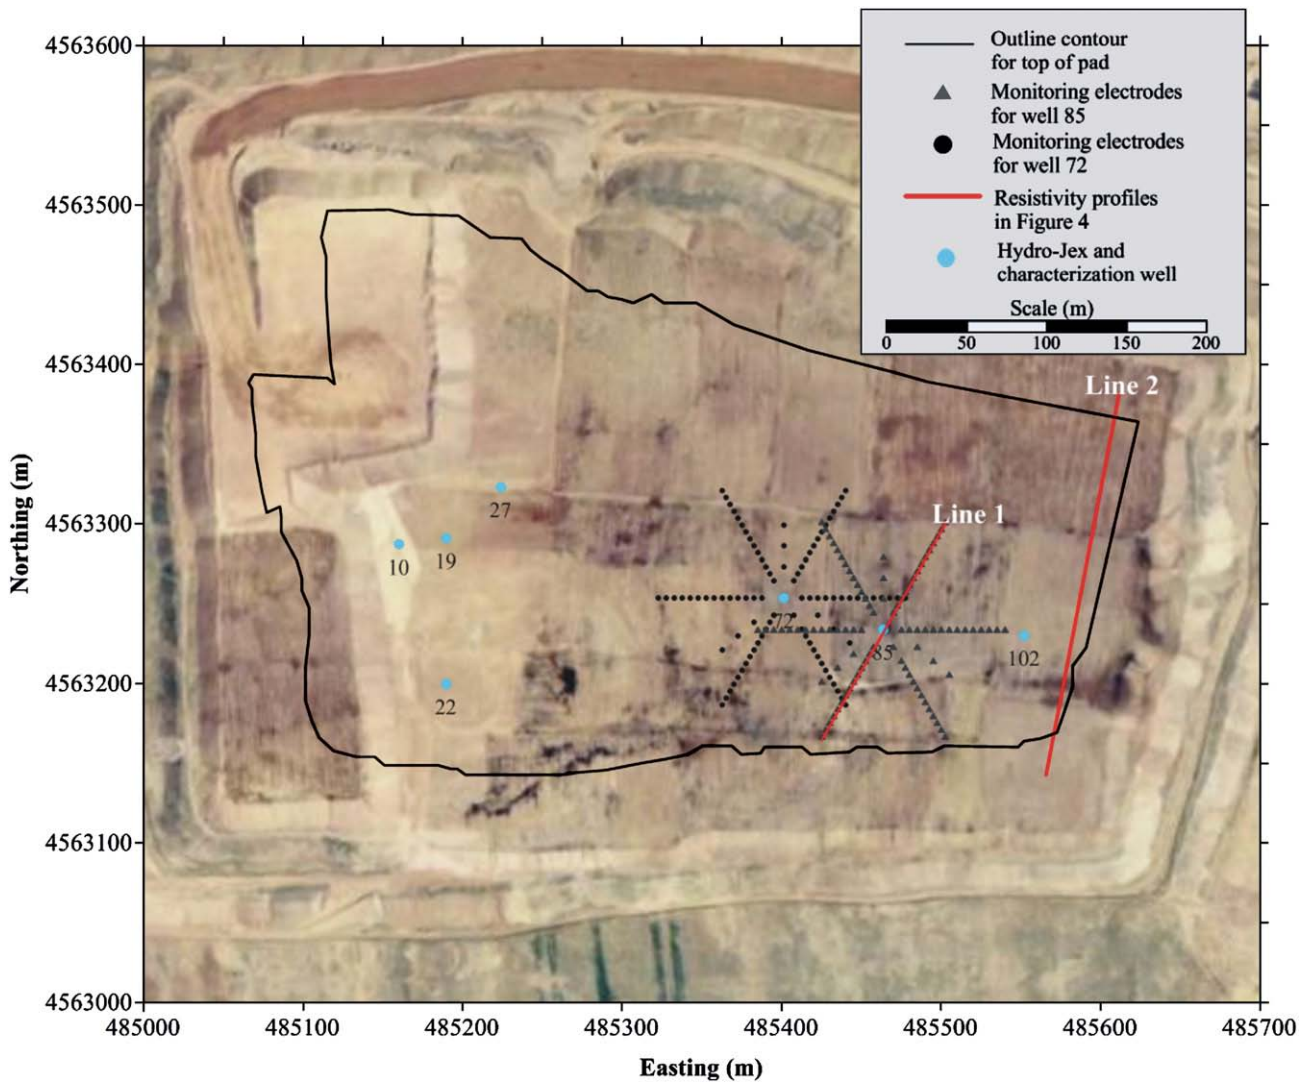 4563600
4563500
4563400
4563300
4563200
4563100
4563000
Northing (m)
485000
485100
485200
485300
485400
485500
485600
485700
Easting (m)
Outline contour
for top of pad
Monitoring electrodes
for well 85
Monitoring electrodes
for well 72
Resistivity profiles
in Figure 4
Hydro-Jex and
characterization well
Scale (m)
0 50 100 150 200
Line 2
Line 1
27
10
19
72
85
102
22